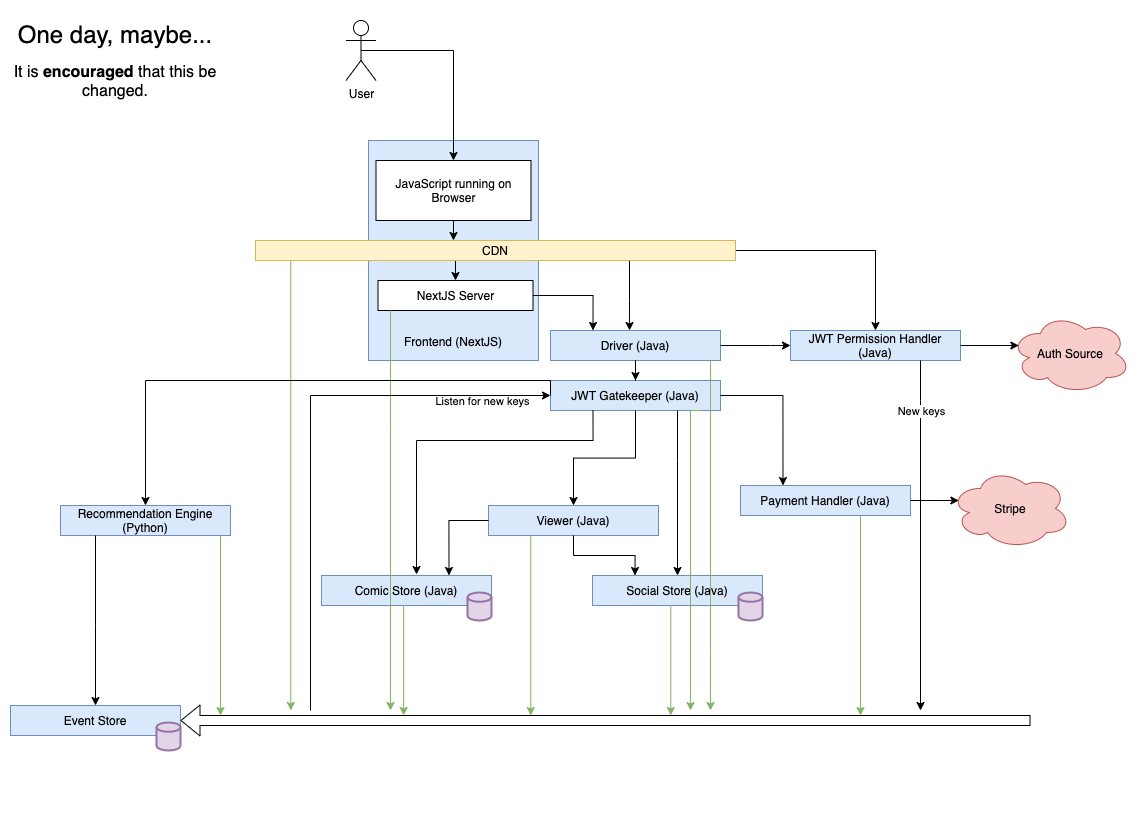 One day, maybe...
It is encouraged that this be
changed.
User
JavaScript running on
Browser
CDN
NextJS Server
Frontend (NextJS)
Driver (Java)
JWT Permission Handler
(Java)
Auth Source
JWT Gatekeeper (Java)
Listen for new keys
New keys
Recommendation Engine
(Python)
Viewer (Java)
Payment Handler (Java)
Stripe
Comic Store (Java)
Social Store (Java)
Event Store